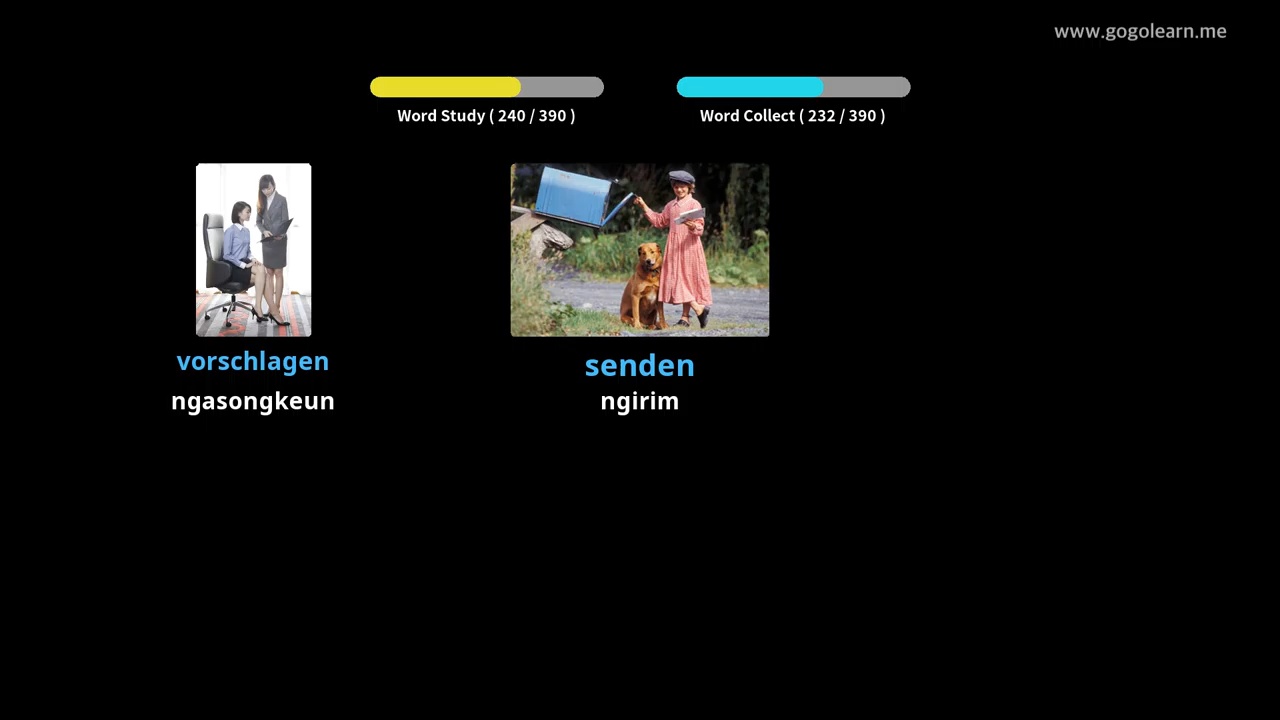 www.gogolearn.me
Word Study ( 240 / 390 )
Word Collect ( 232 / 390 )
vorschlagen
ngasongkeun
senden
ngirim